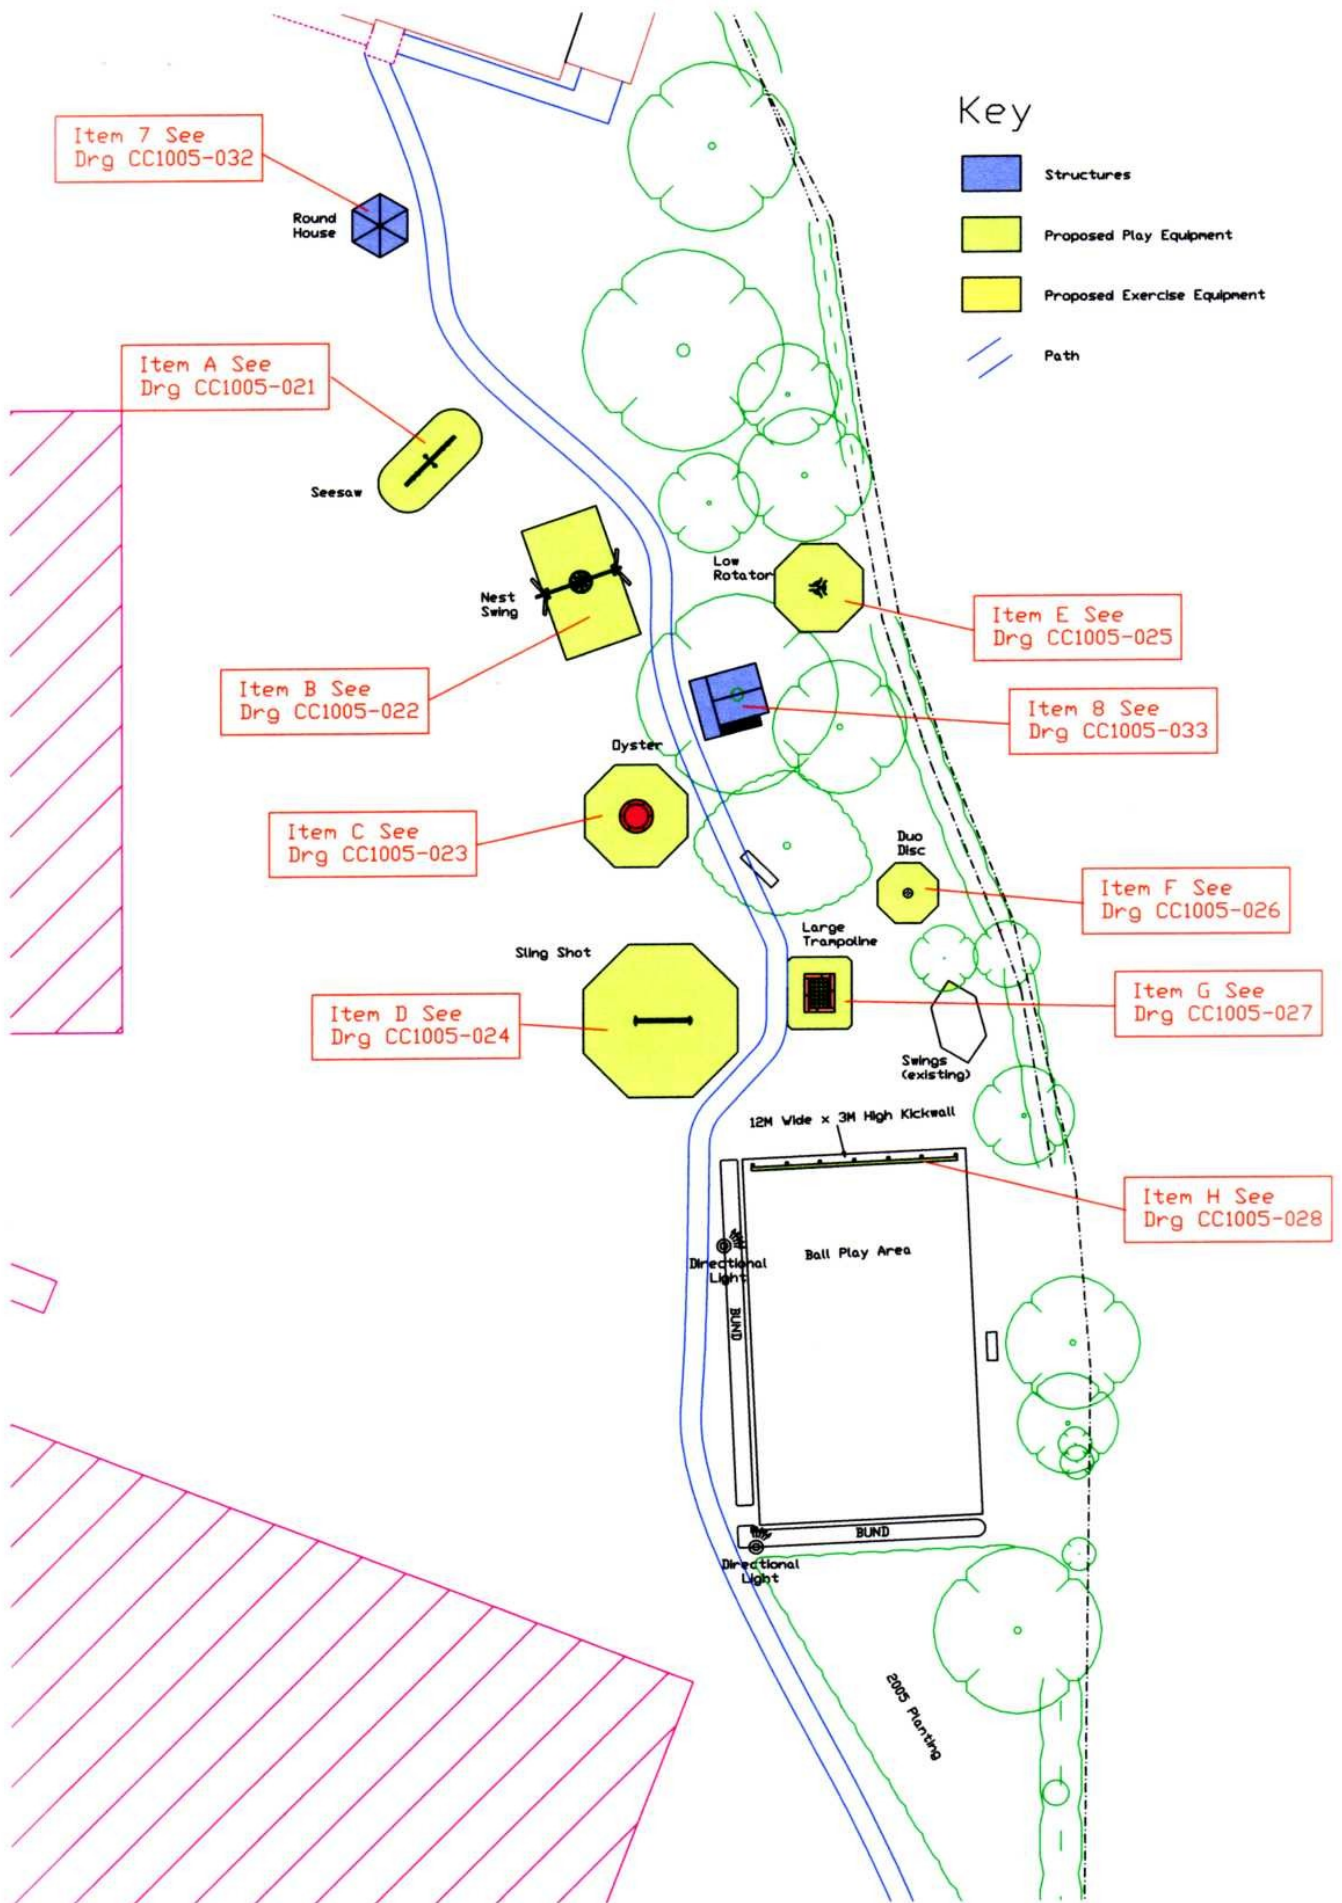 Key
Structures
Proposed Play Equipment
Proposed Exercise Equipment
Path
Item 7 See
Drg CC1005-032
Round
House
Item A See
Drg CC1005-021
Seesaw
Nest
Swing
Low
Rotator
Item E See
Drg CC1005-025
Item B See
Drg CC1005-022
Item 8 See
Drg CC1005-033
Oyster
Item C See
Drg CC1005-023
Duo
Disc
Item F See
Drg CC1005-026
Large
Trampoline
Sling Shot
Item D See
Drg CC1005-024
Item G See
Drg CC1005-027
Swings
(existing)
12M Wide x 3M High Kickwall
Item H See
Drg CC1005-028
Ball Play Area
Directional
Light
BUND
BUND
Directional
Light
2005 Planting